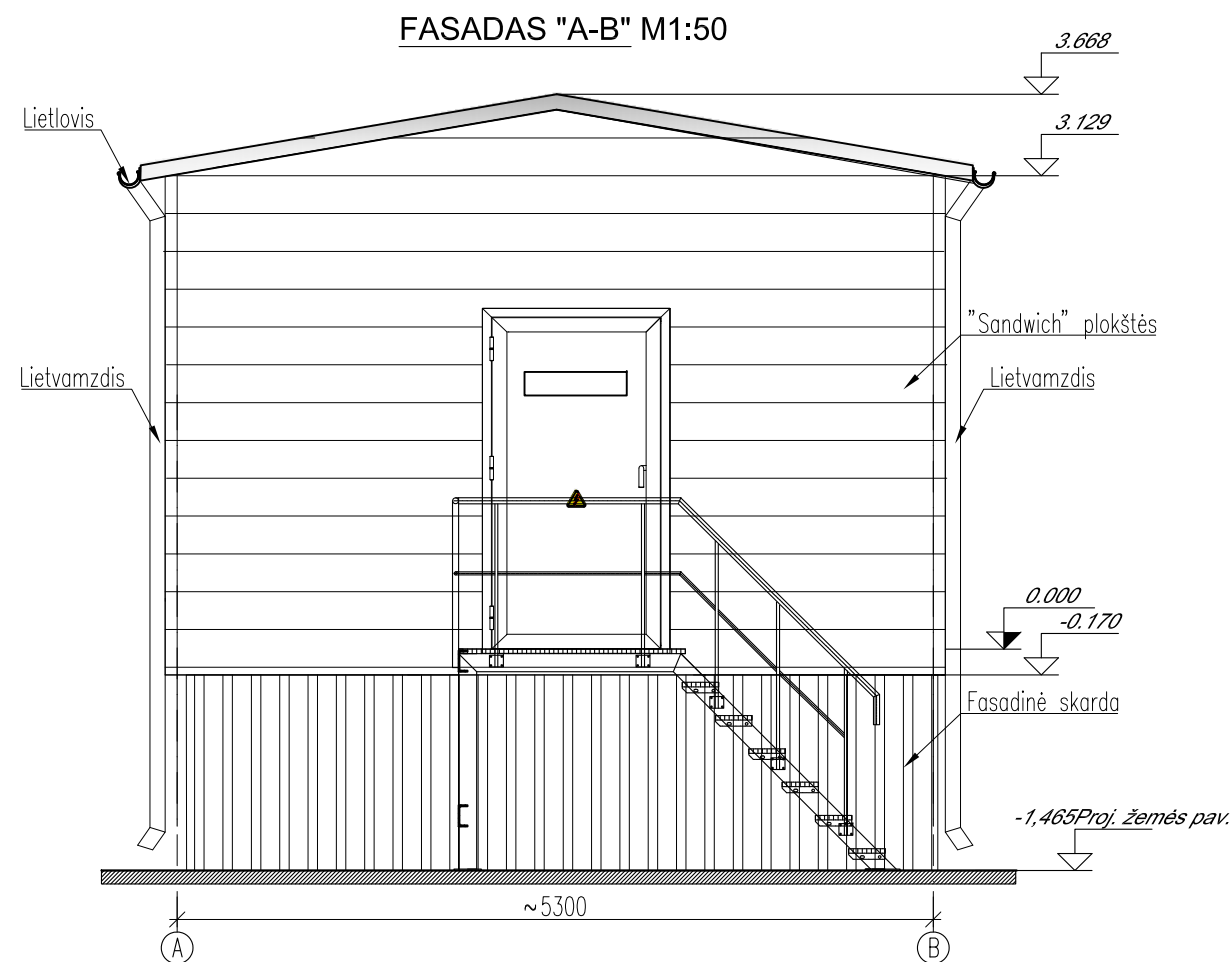 FASADAS "A-B" M1:50
3.668
Lietlovis
3.129
"Sandwich" plokštės
Lietvamzdis
Lietvamzdis
0.000
-0.170
Fasadinė skarda
-1,465Proj. žemės pav.
~5300
A
B